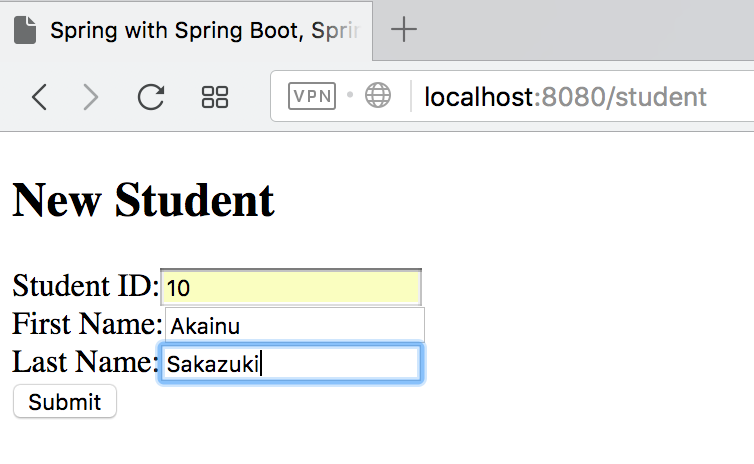 Spring with Spring Boot, Sprin
VPN localhost:8080/student
New Student
Student ID: 10
First Name: Akainu
Last Name: Sakazuki
Submit